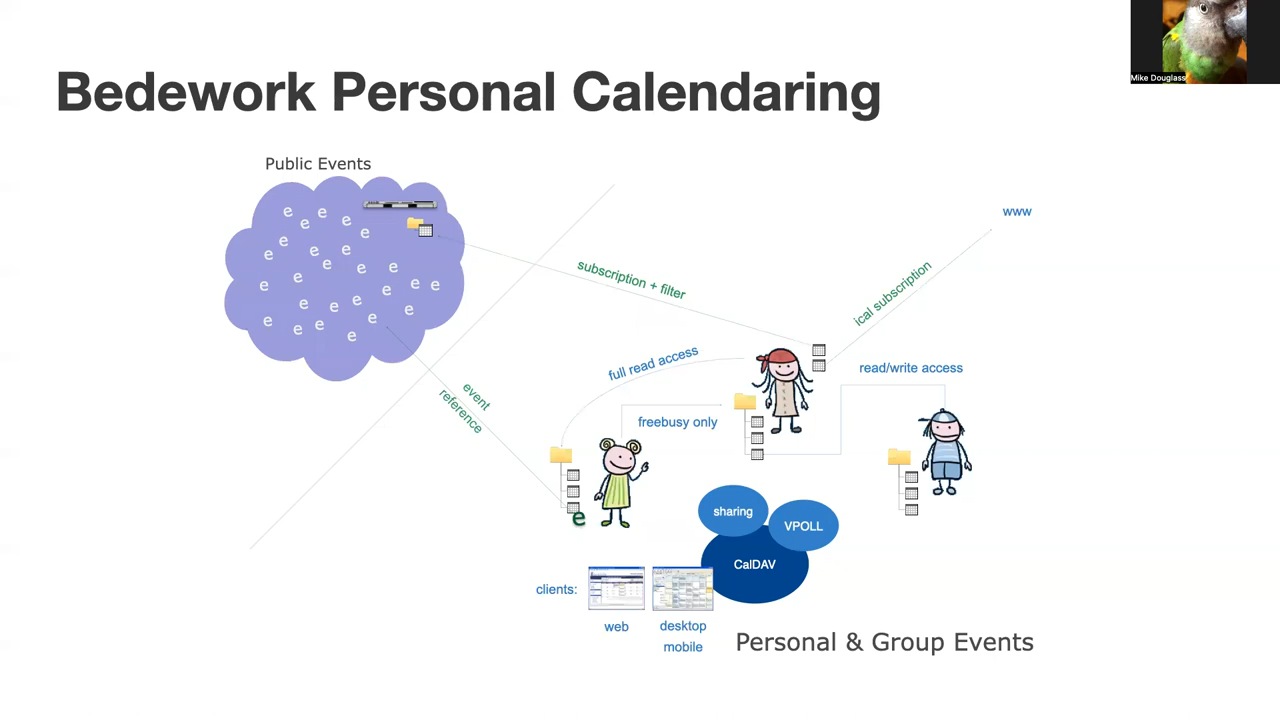 Mike Douglass
Bedework Personal Calendaring
Public Events
e e e e e e e e e e e e e e e e e e e e e e e e e e e
www
subscription + filter
ical subscription
full read access
read/write access
event
reference
freebusy only
e
sharing
VPOLL
CalDAV
clients:
web
desktop
mobile
Personal & Group Events